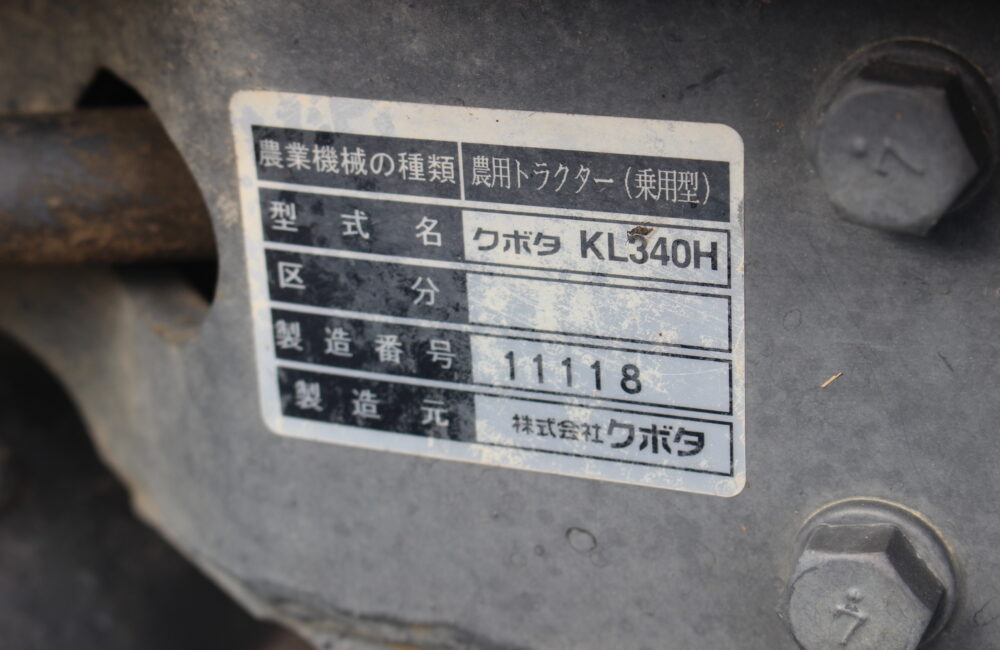 農業機械の種類 農用トラクター(乗用型)
型式名 クボタ KL340H
区分
製造番号 11118
製造元 株式会社クボタ
7
7